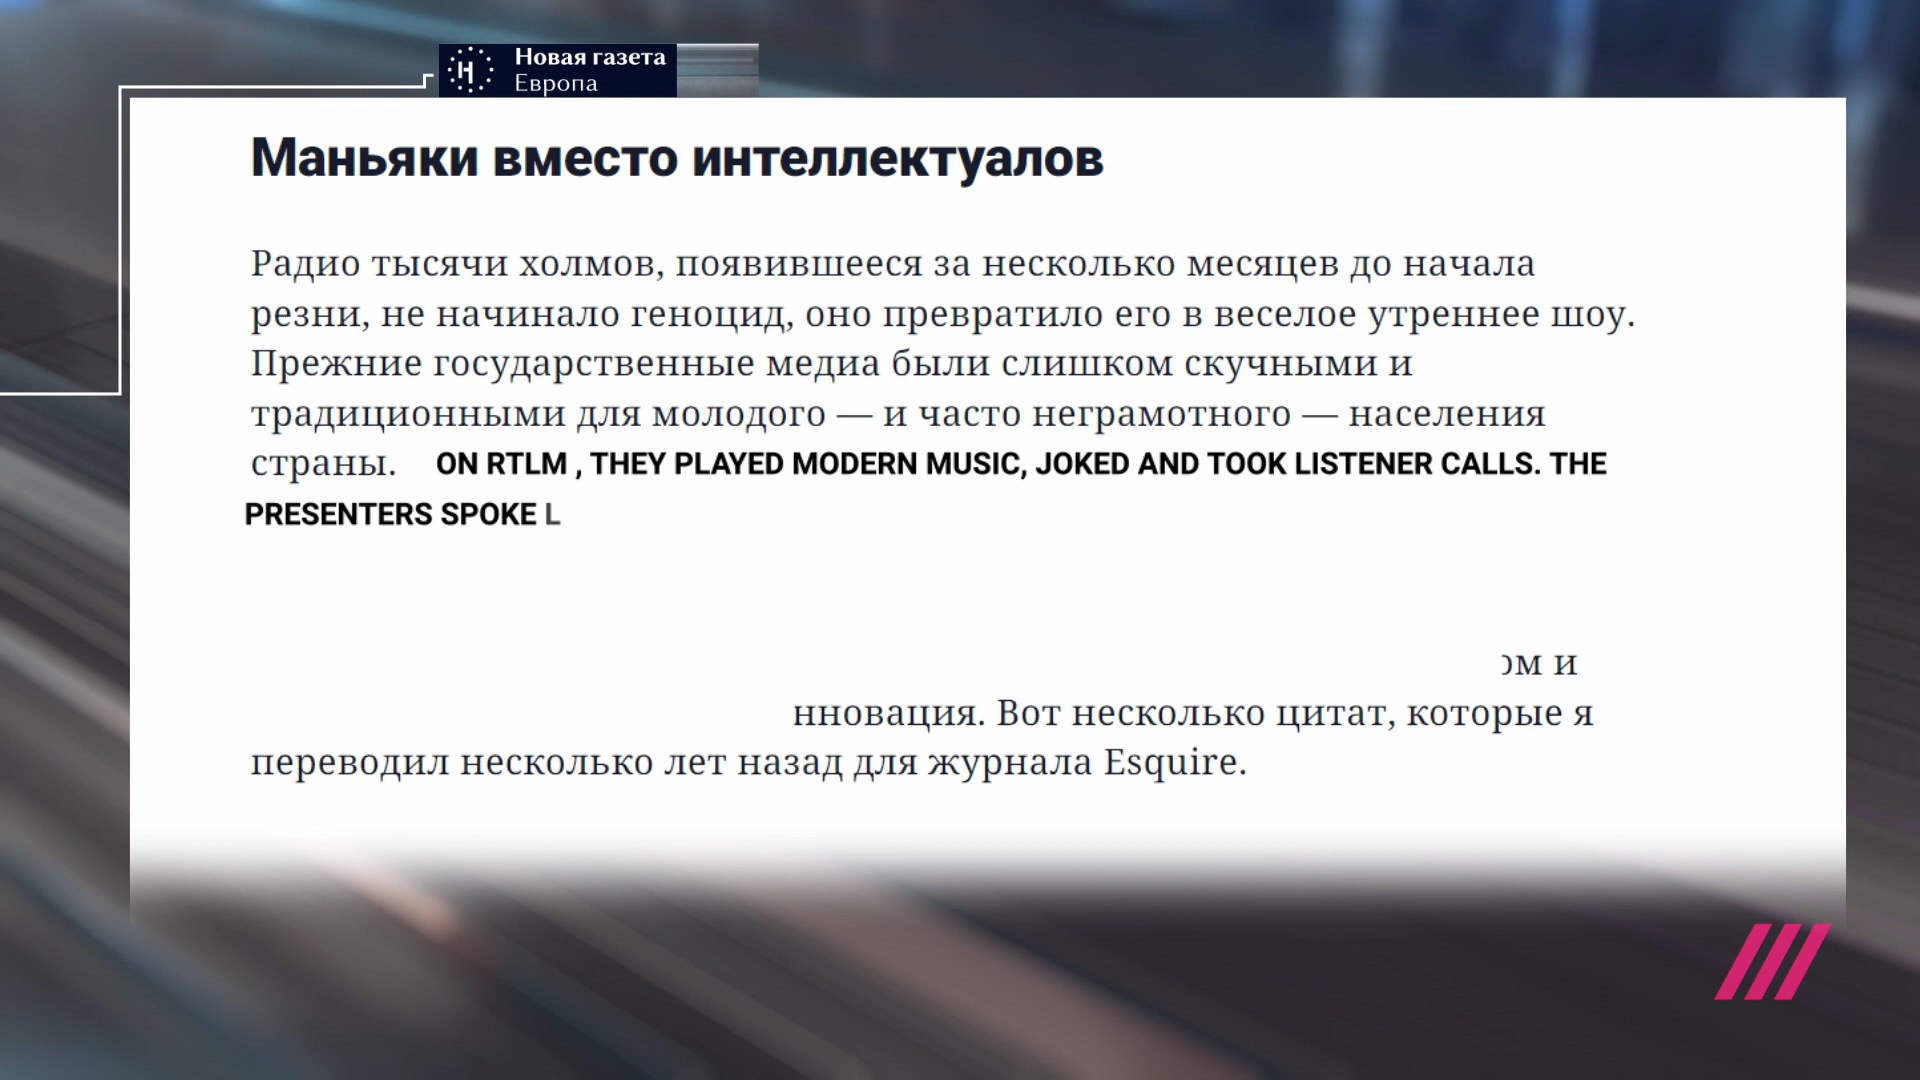 Новая газета
Европа
Маньяки вместо интеллектуалов
Радио тысячи холмов, появившееся за несколько месяцев до начала
резни, не начинало геноцид, оно превратило его в веселое утреннее шоу.
Прежние государственные медиа были слишком скучными и
традиционными для молодого — и часто неграмотного — населения
страны. ON RTLM , THEY PLAYED MODERN MUSIC, JOKED AND TOOK LISTENER CALLS. THE
PRESENTERS SPOKE L
ом и
нновация. Вот несколько цитат, которые я
переводил несколько лет назад для журнала Esquire.